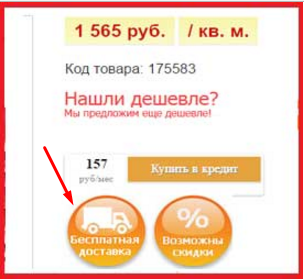 1 565 руб. / кв. м.
Код товара: 175583
Нашли дешевле?
Мы предложим еще дешевле!
157
руб/мес
Купить в кредит
Бесплатная
доставка
%
Возможны
скидки